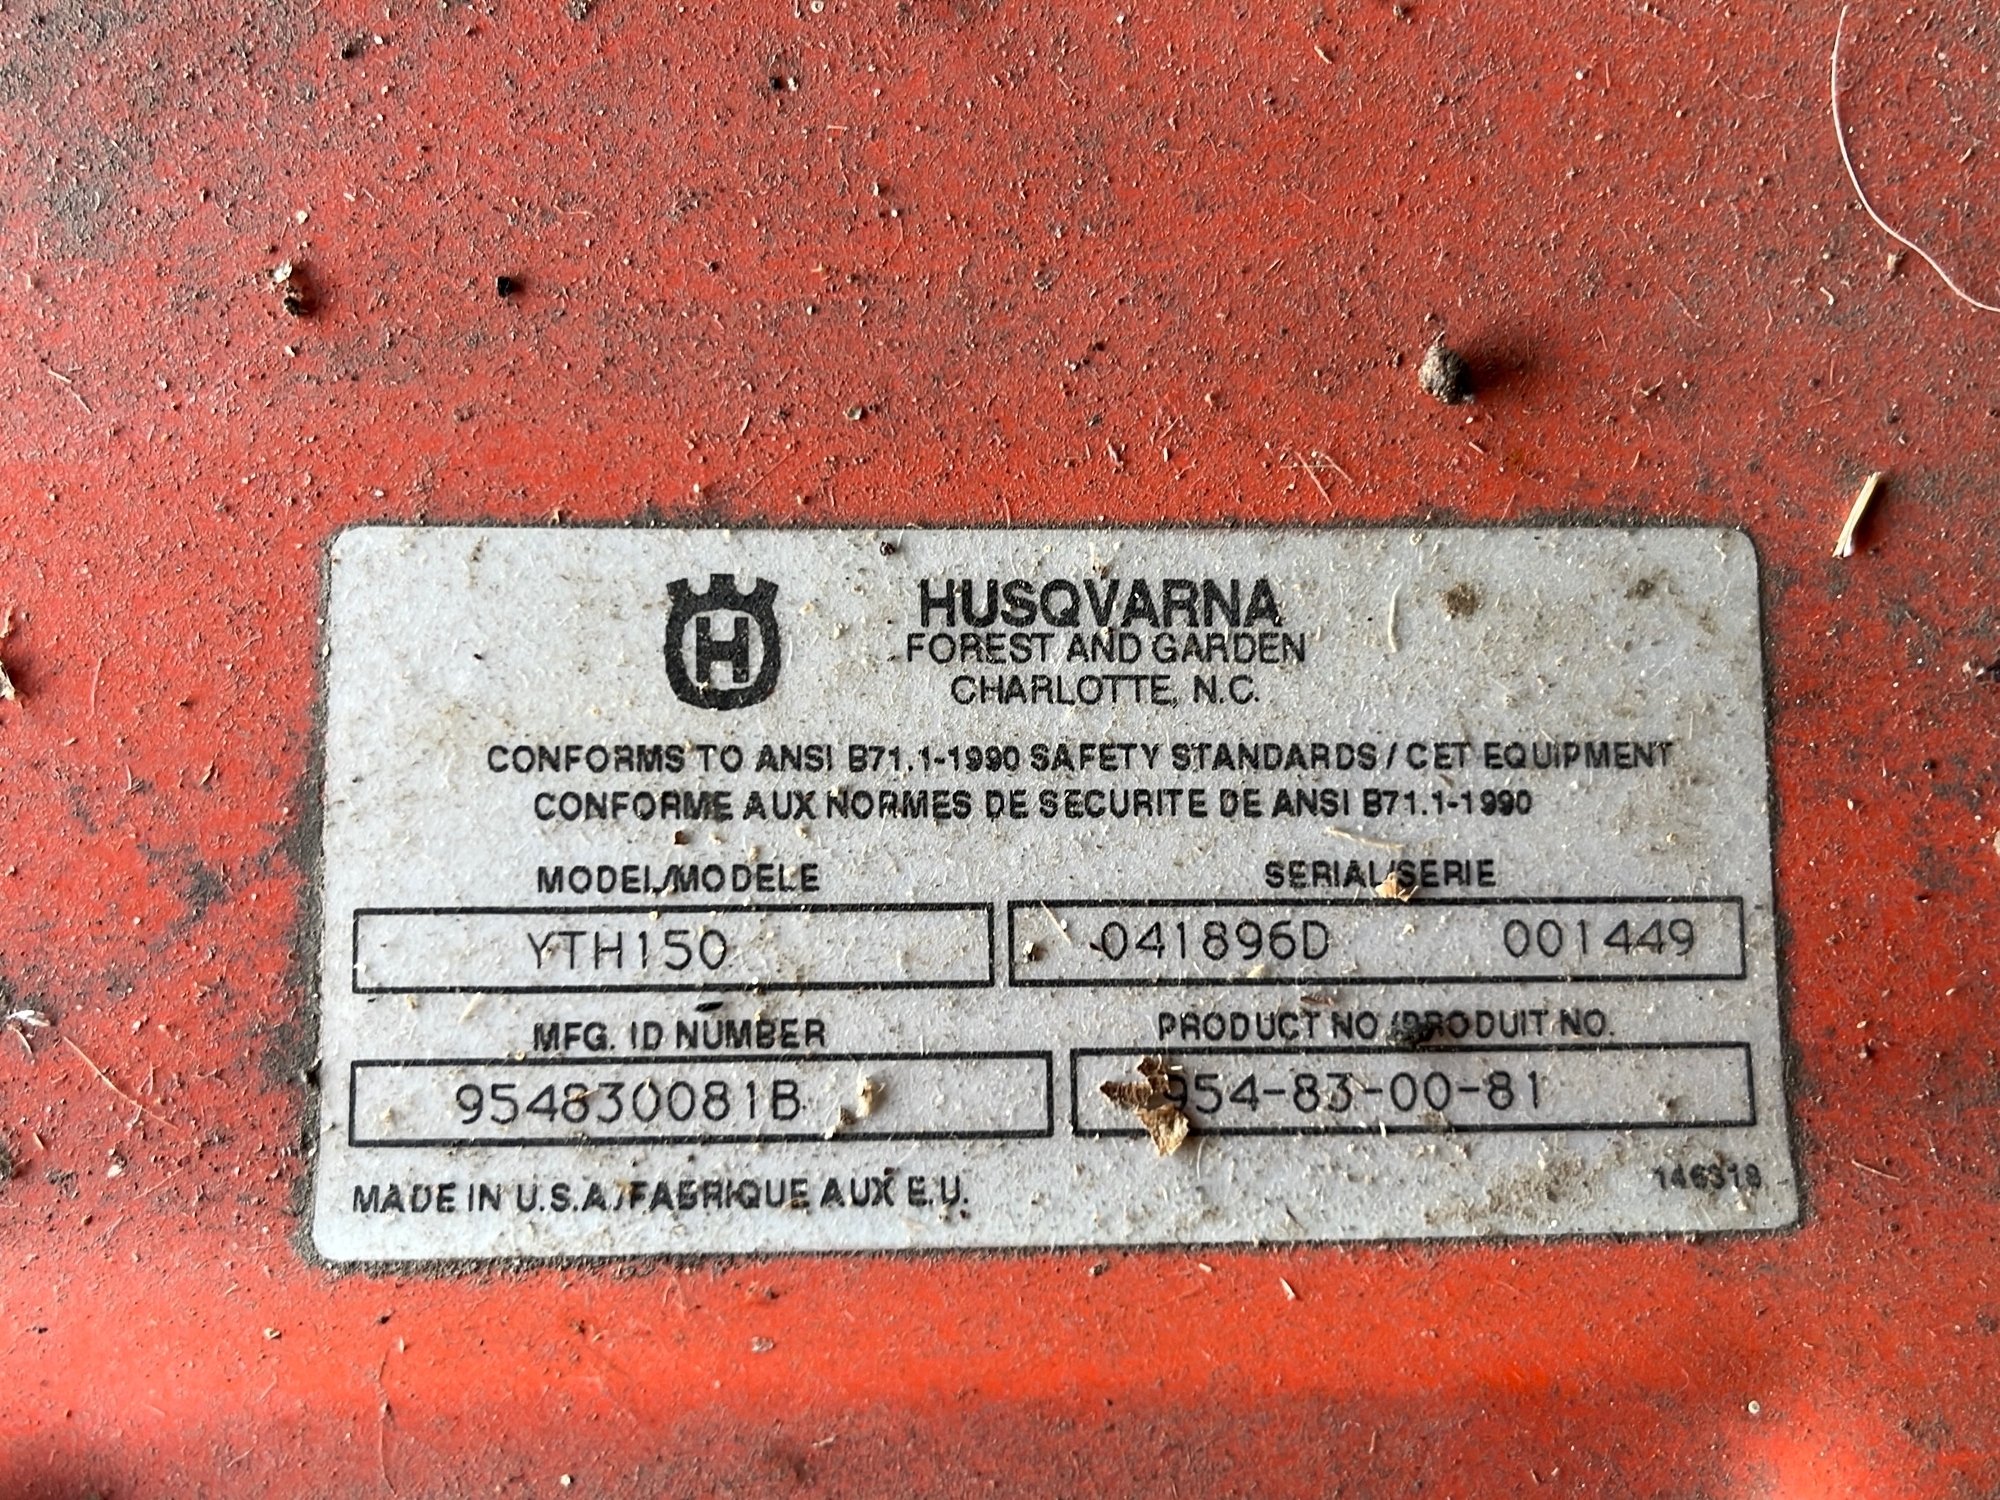 H
HUSQVARNA
FOREST AND GARDEN
CHARLOTTE, N.C.
CONFORMS TO ANSI B71.1-1990 SAFETY STANDARDS / CET EQUIPMENT
CONFORME AUX NORMES DE SECURITE DE ANSI B71.1-1990
MODEL/MODELE SERIAL/SERIE
YTH150 041896D 001449
MFG. ID NUMBER PRODUCT NO./PRODUIT NO.
954830081B 954-83-00-81
MADE IN U.S.A./FABRIQUE AUX E.U. 146318